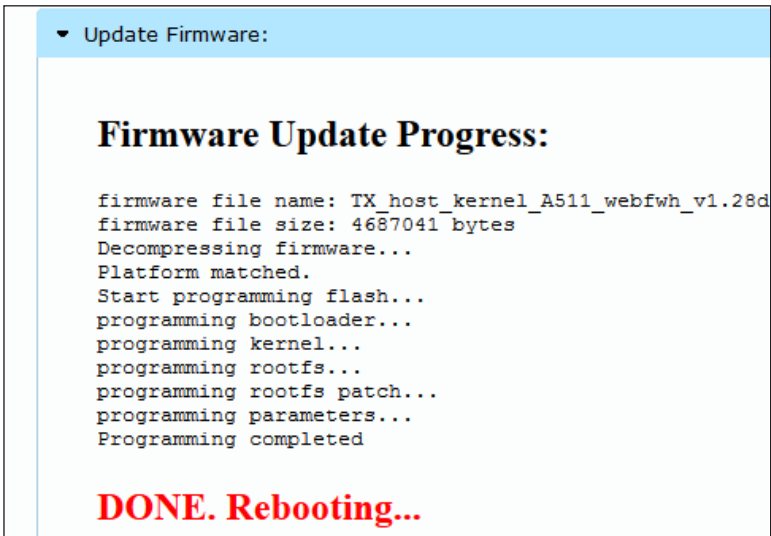 Update Firmware:
Firmware Update Progress:
firmware file name: TX_host_kernel_A511_webfwh_v1.28d
firmware file size: 4687041 bytes
Decompressing firmware...
Platform matched.
Start programming flash...
programming bootloader...
programming kernel...
programming rootfs...
programming rootfs patch...
programming parameters...
Programming completed
DONE. Rebooting...